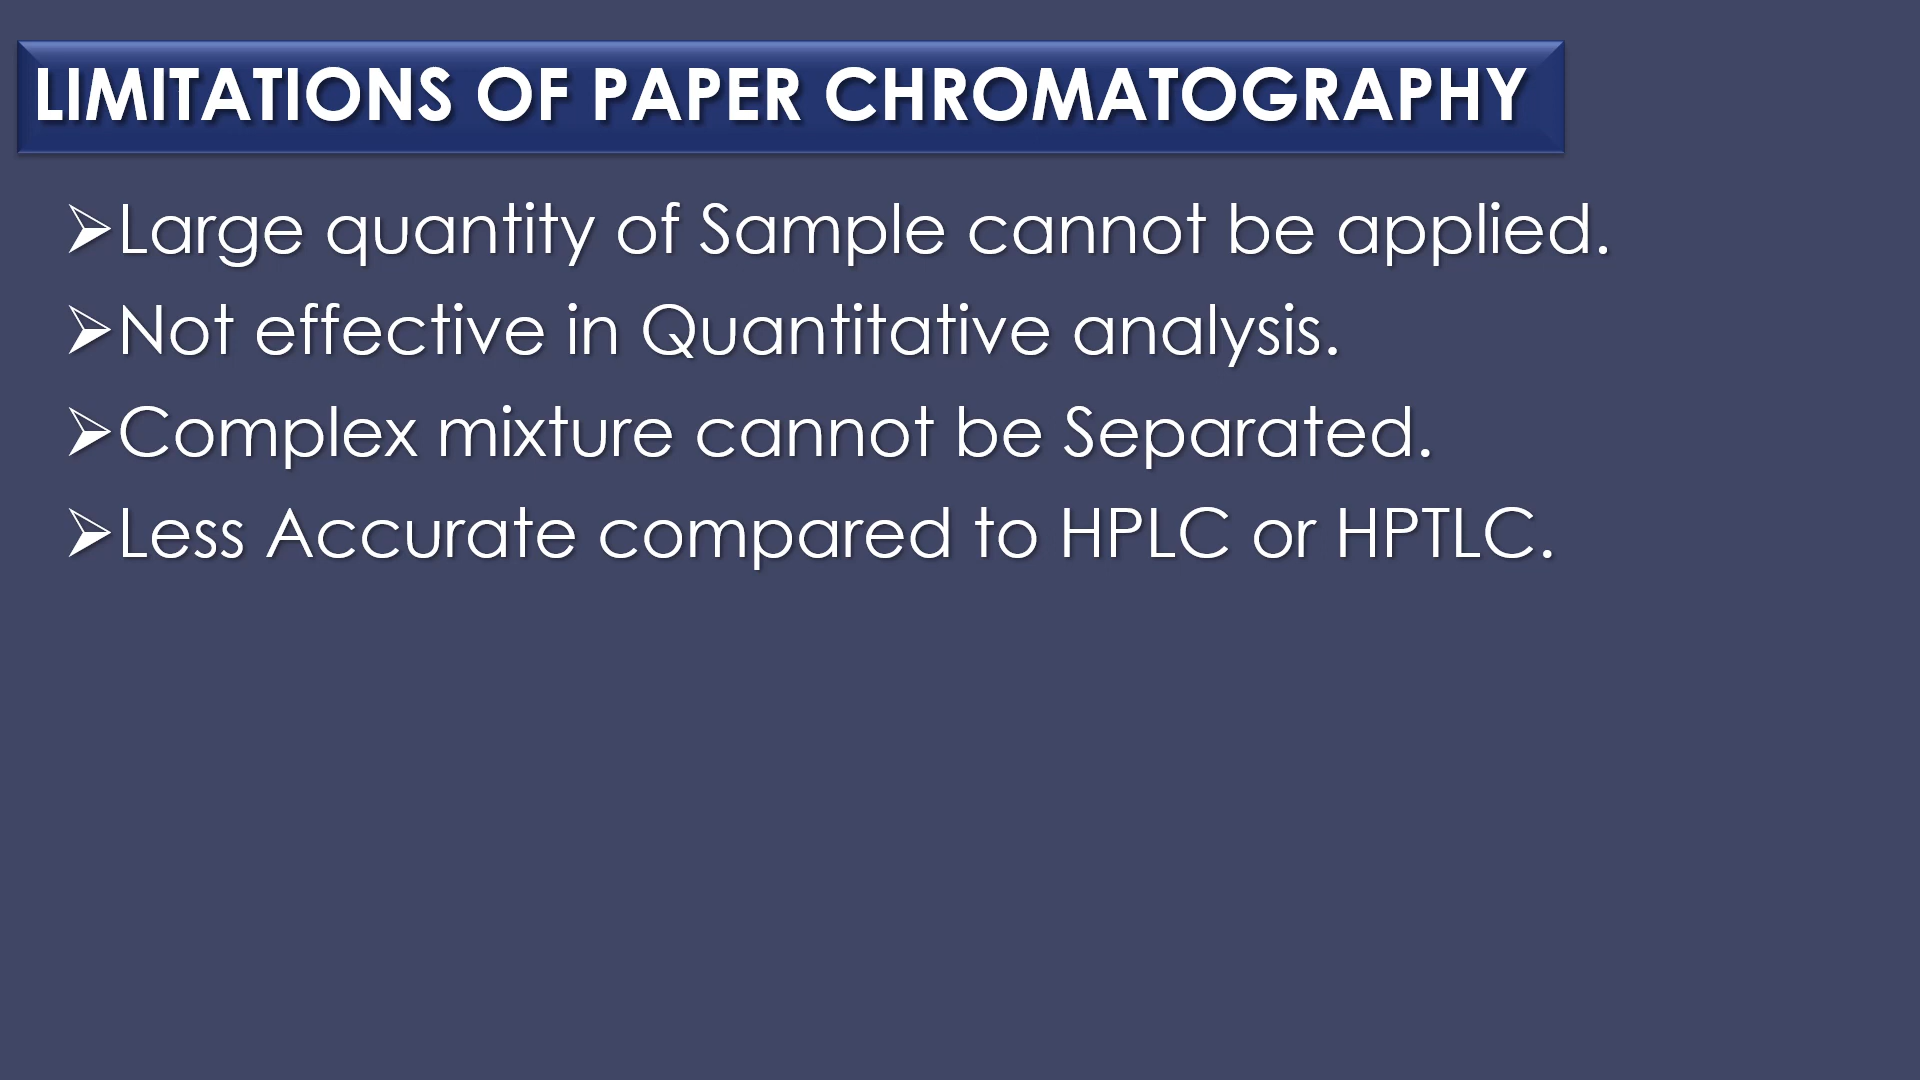 LIMITATIONS OF PAPER CHROMATOGRAPHY
➢Large quantity of Sample cannot be applied.
➢Not effective in Quantitative analysis.
➢Complex mixture cannot be Separated.
➢Less Accurate compared to HPLC or HPTLC.